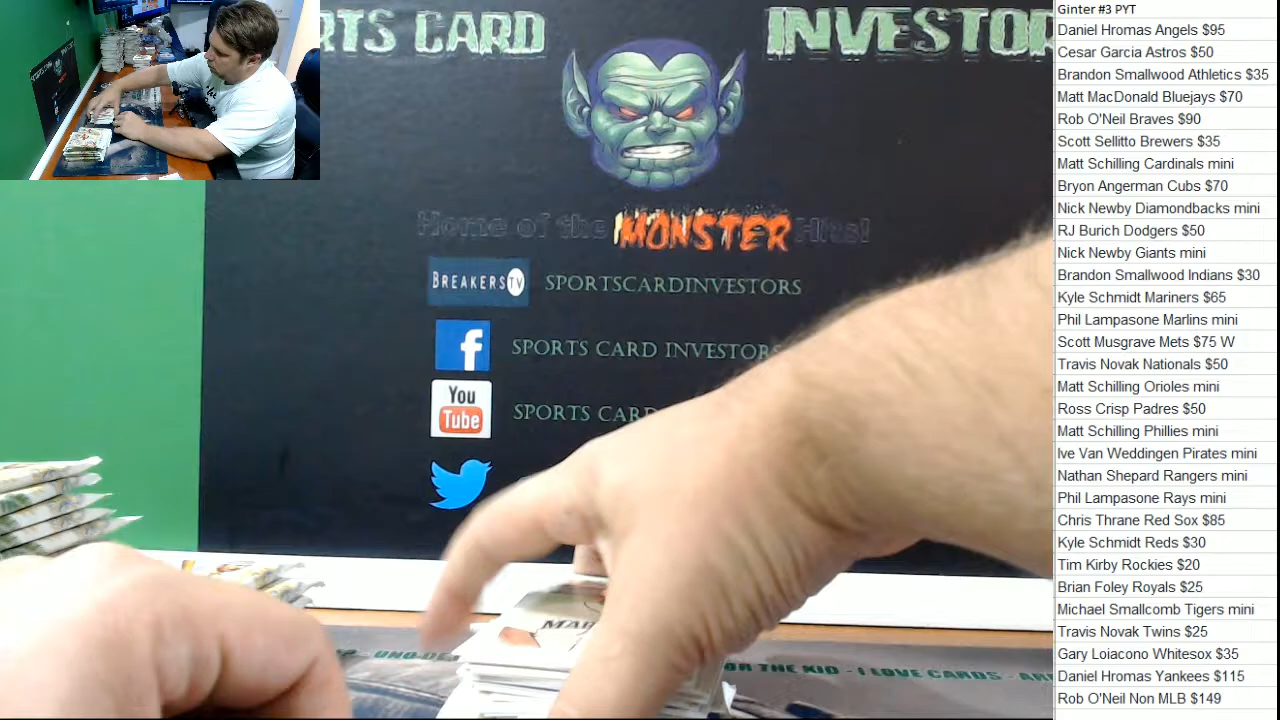 RTS CARD INVESTOR
Home of the MONSTER Hits!
BREAKERS TV SPORTSCARDINVESTORS
f SPORTS CARD INVESTORS
You Tube SPORTS CARD
MAR
FOR THE KID - I LOVE CARDS - AR
Ginter #3 PYT
Daniel Hromas Angels $95
Cesar Garcia Astros $50
Brandon Smallwood Athletics $35
Matt MacDonald Bluejays $70
Rob O'Neil Braves $90
Scott Sellitto Brewers $35
Matt Schilling Cardinals mini
Bryon Angerman Cubs $70
Nick Newby Diamondbacks mini
RJ Burich Dodgers $50
Nick Newby Giants mini
Brandon Smallwood Indians $30
Kyle Schmidt Mariners $65
Phil Lampasone Marlins mini
Scott Musgrave Mets $75 W
Travis Novak Nationals $50
Matt Schilling Orioles mini
Ross Crisp Padres $50
Matt Schilling Phillies mini
Ive Van Weddingen Pirates mini
Nathan Shepard Rangers mini
Phil Lampasone Rays mini
Chris Thrane Red Sox $85
Kyle Schmidt Reds $30
Tim Kirby Rockies $20
Brian Foley Royals $25
Michael Smallcomb Tigers mini
Travis Novak Twins $25
Gary Loiacono Whitesox $35
Daniel Hromas Yankees $115
Rob O'Neil Non MLB $149